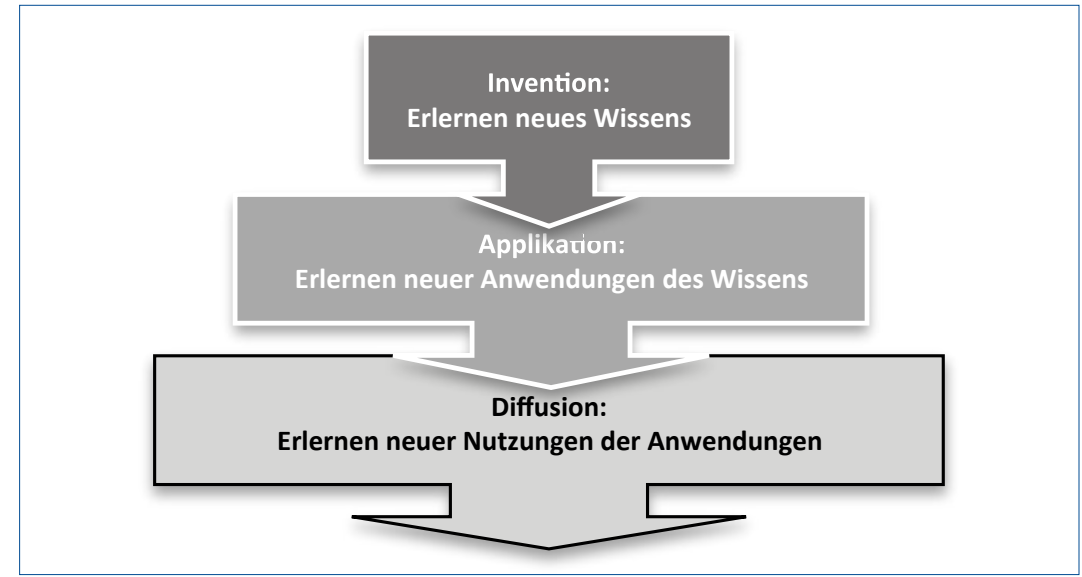 Invention:
Erlernen neues Wissens
Applikation:
Erlernen neuer Anwendungen des Wissens
Diffusion:
Erlernen neuer Nutzungen der Anwendungen